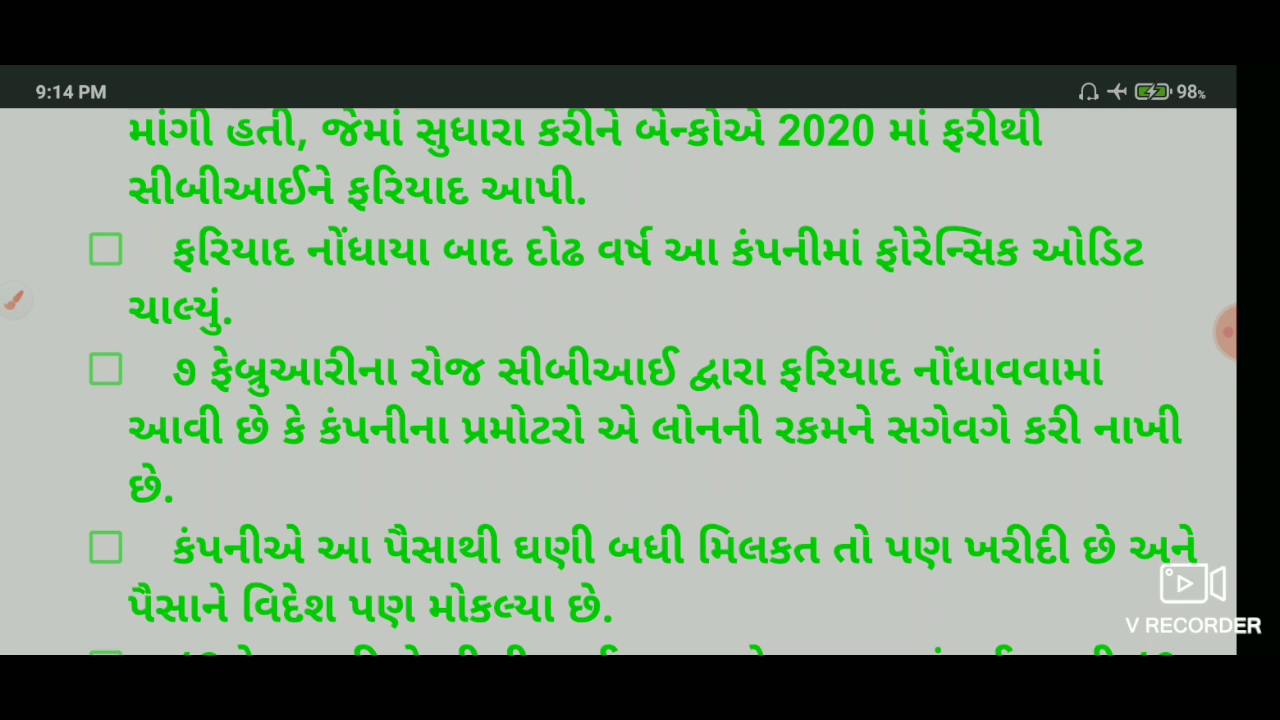 9:14 PM
98%
માંગી હતી, જેમાં સુધારા કરીને બેન્કોએ 2020 માં ફરીથી
સીબીઆઈને ફરિયાદ આપી.
ફરિયાદ નોંધાયા બાદ દોઢ વર્ષ આ કંપનીમાં ફોરેન્સિક ઓડિટ
ચાલ્યું.
૭ ફેબ્રુઆરીના રોજ સીબીઆઈ દ્વારા ફરિયાદ નોંધાવવામાં
આવી છે કે કંપનીના પ્રમોટરો એ લોનની રકમને સગેવગે કરી નાખી
છે.
કંપનીએ આ પૈસાથી ઘણી બધી મિલકત તો પણ ખરીદી છે અને
પૈસાને વિદેશ પણ મોકલ્યા છે.
V RECORDER